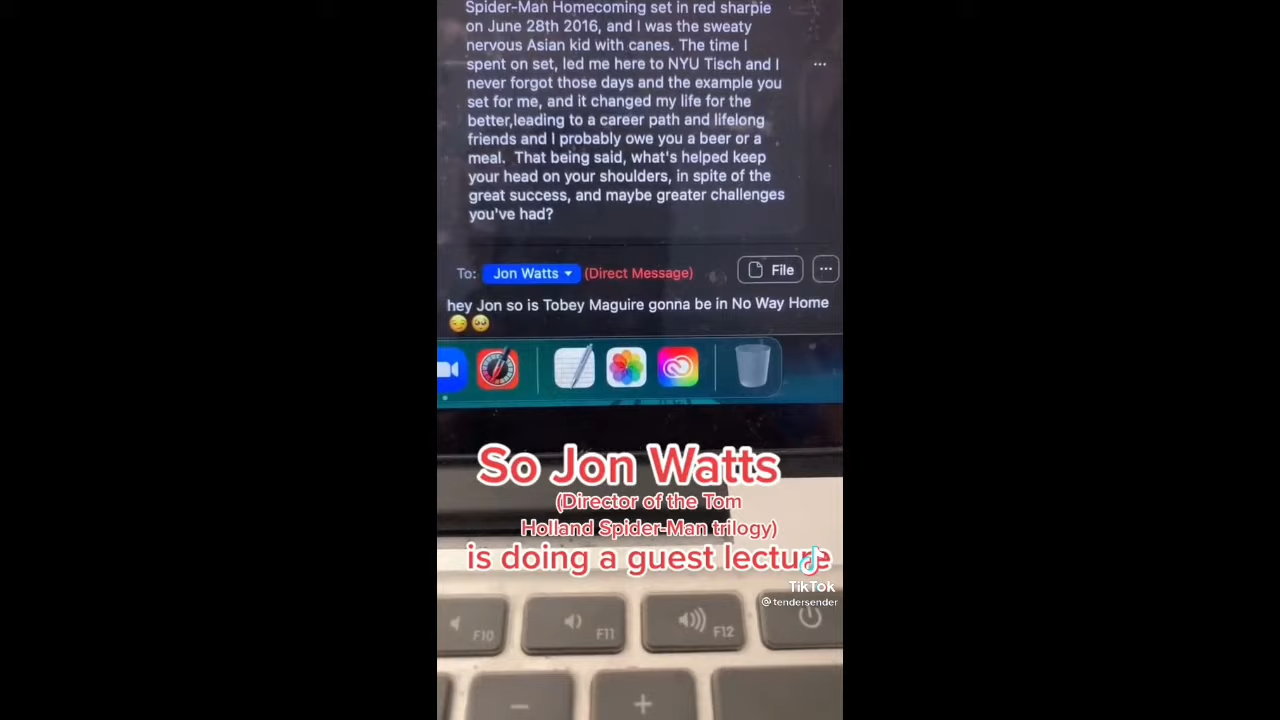 Spider-Man Homecoming set in red sharpie
on June 28th 2016, and I was the sweaty
nervous Asian kid with canes. The time I
spent on set, led me here to NYU Tisch and I
never forgot those days and the example you
set for me, and it changed my life for the
better,leading to a career path and lifelong
friends and I probably owe you a beer or a
meal.  That being said, what's helped keep
your head on your shoulders, in spite of the
great success, and maybe greater challenges
you've had?
To: Jon Watts (Direct Message) File
hey Jon so is Tobey Maguire gonna be in No Way Home
😏🥺
So Jon Watts
(Director of the Tom
Holland Spider-Man trilogy)
is doing a guest lecture
TikTok
@tendersender
F10 F11 F12